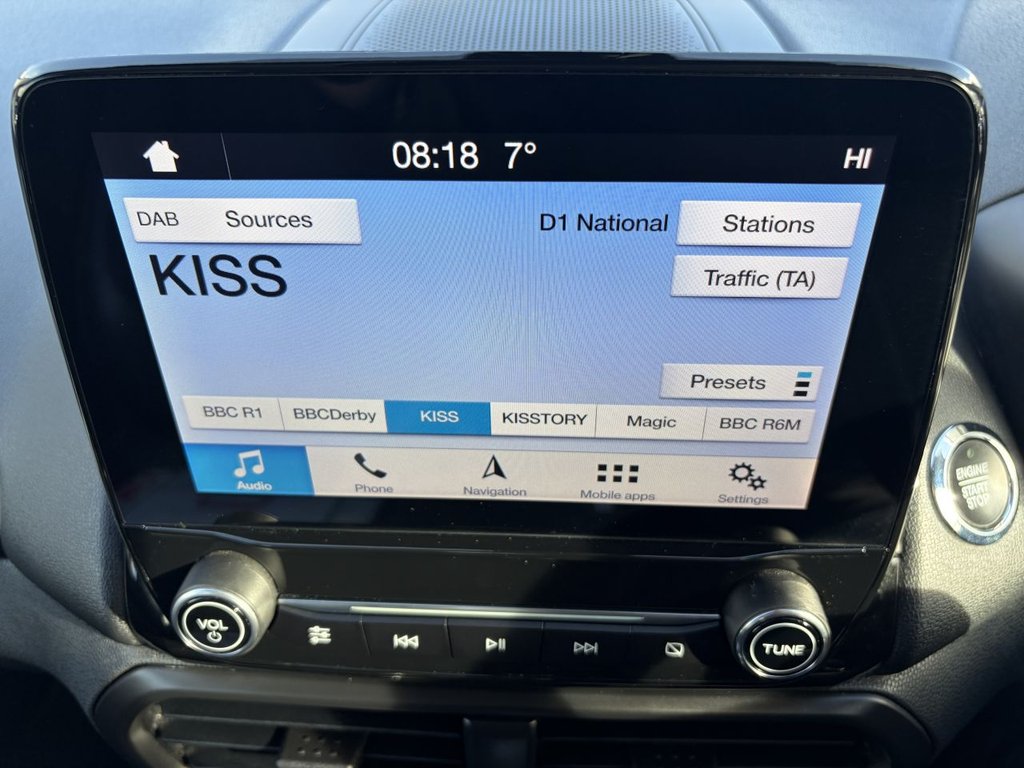 08:18 7° HI
DAB Sources D1 National Stations
KISS Traffic (TA)
Presets
BBC R1 BBCDerby KISS KISSTORY Magic BBC R6M
Audio Phone Navigation Mobile apps Settings
ENGINE
START
STOP
VOL TUNE